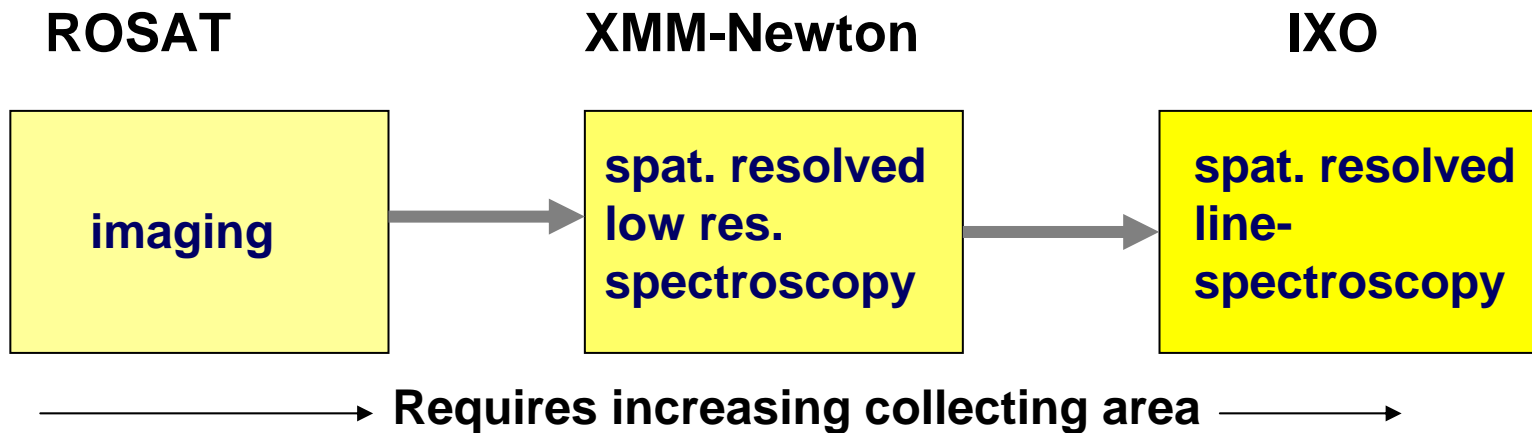 ROSAT
XMM-Newton
IXO
imaging
spat. resolved
low res.
spectroscopy
spat. resolved
line-
spectroscopy
Requires increasing collecting area